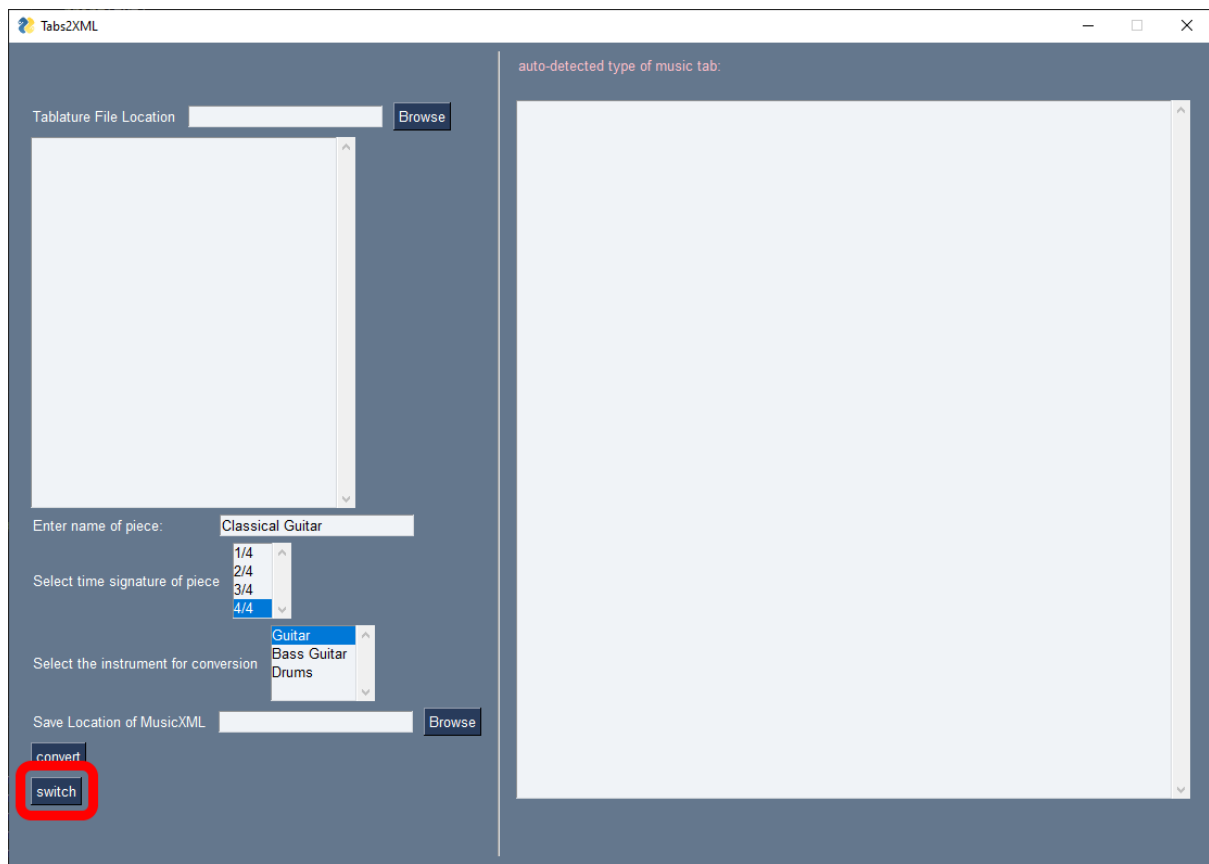 Tabs2XML
auto-detected type of music tab:
Tablature File Location
Browse
Enter name of piece:
Classical Guitar
Select time signature of piece
1/4
2/4
3/4
4/4
Select the instrument for conversion
Guitar
Bass Guitar
Drums
Save Location of MusicXML
Browse
convert
switch